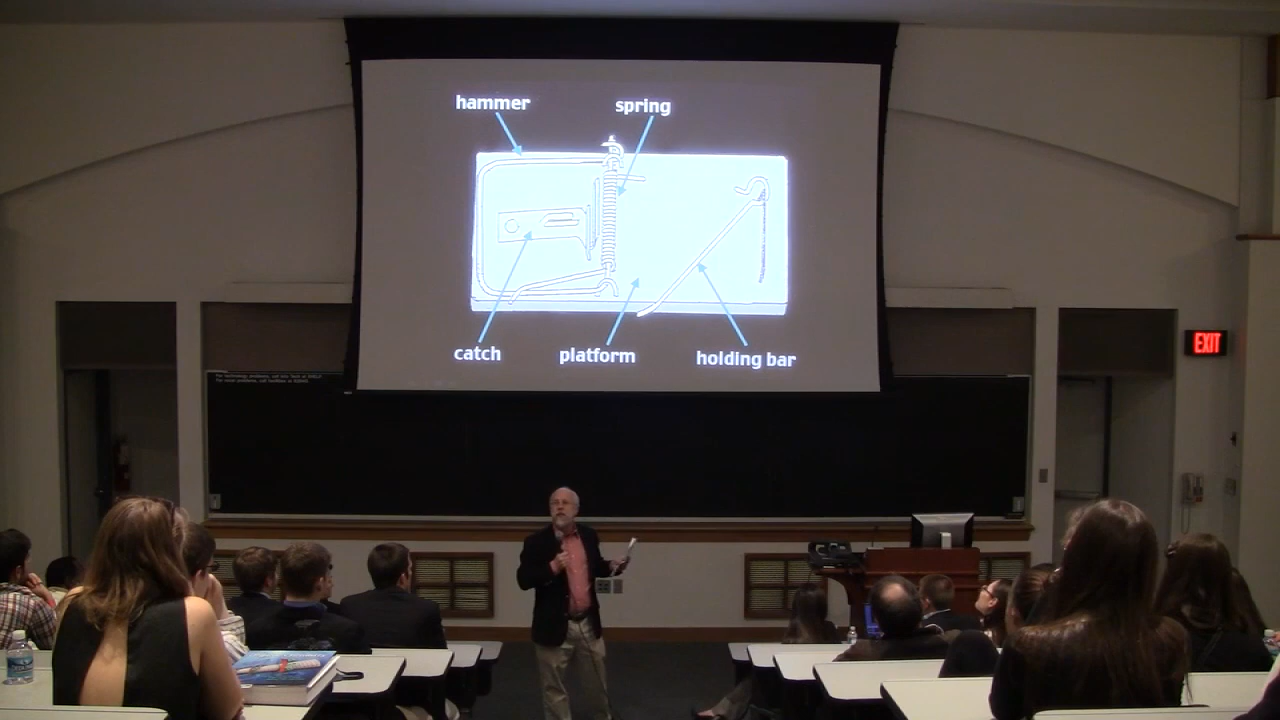 hammer
spring
catch
platform
holding bar
EXIT